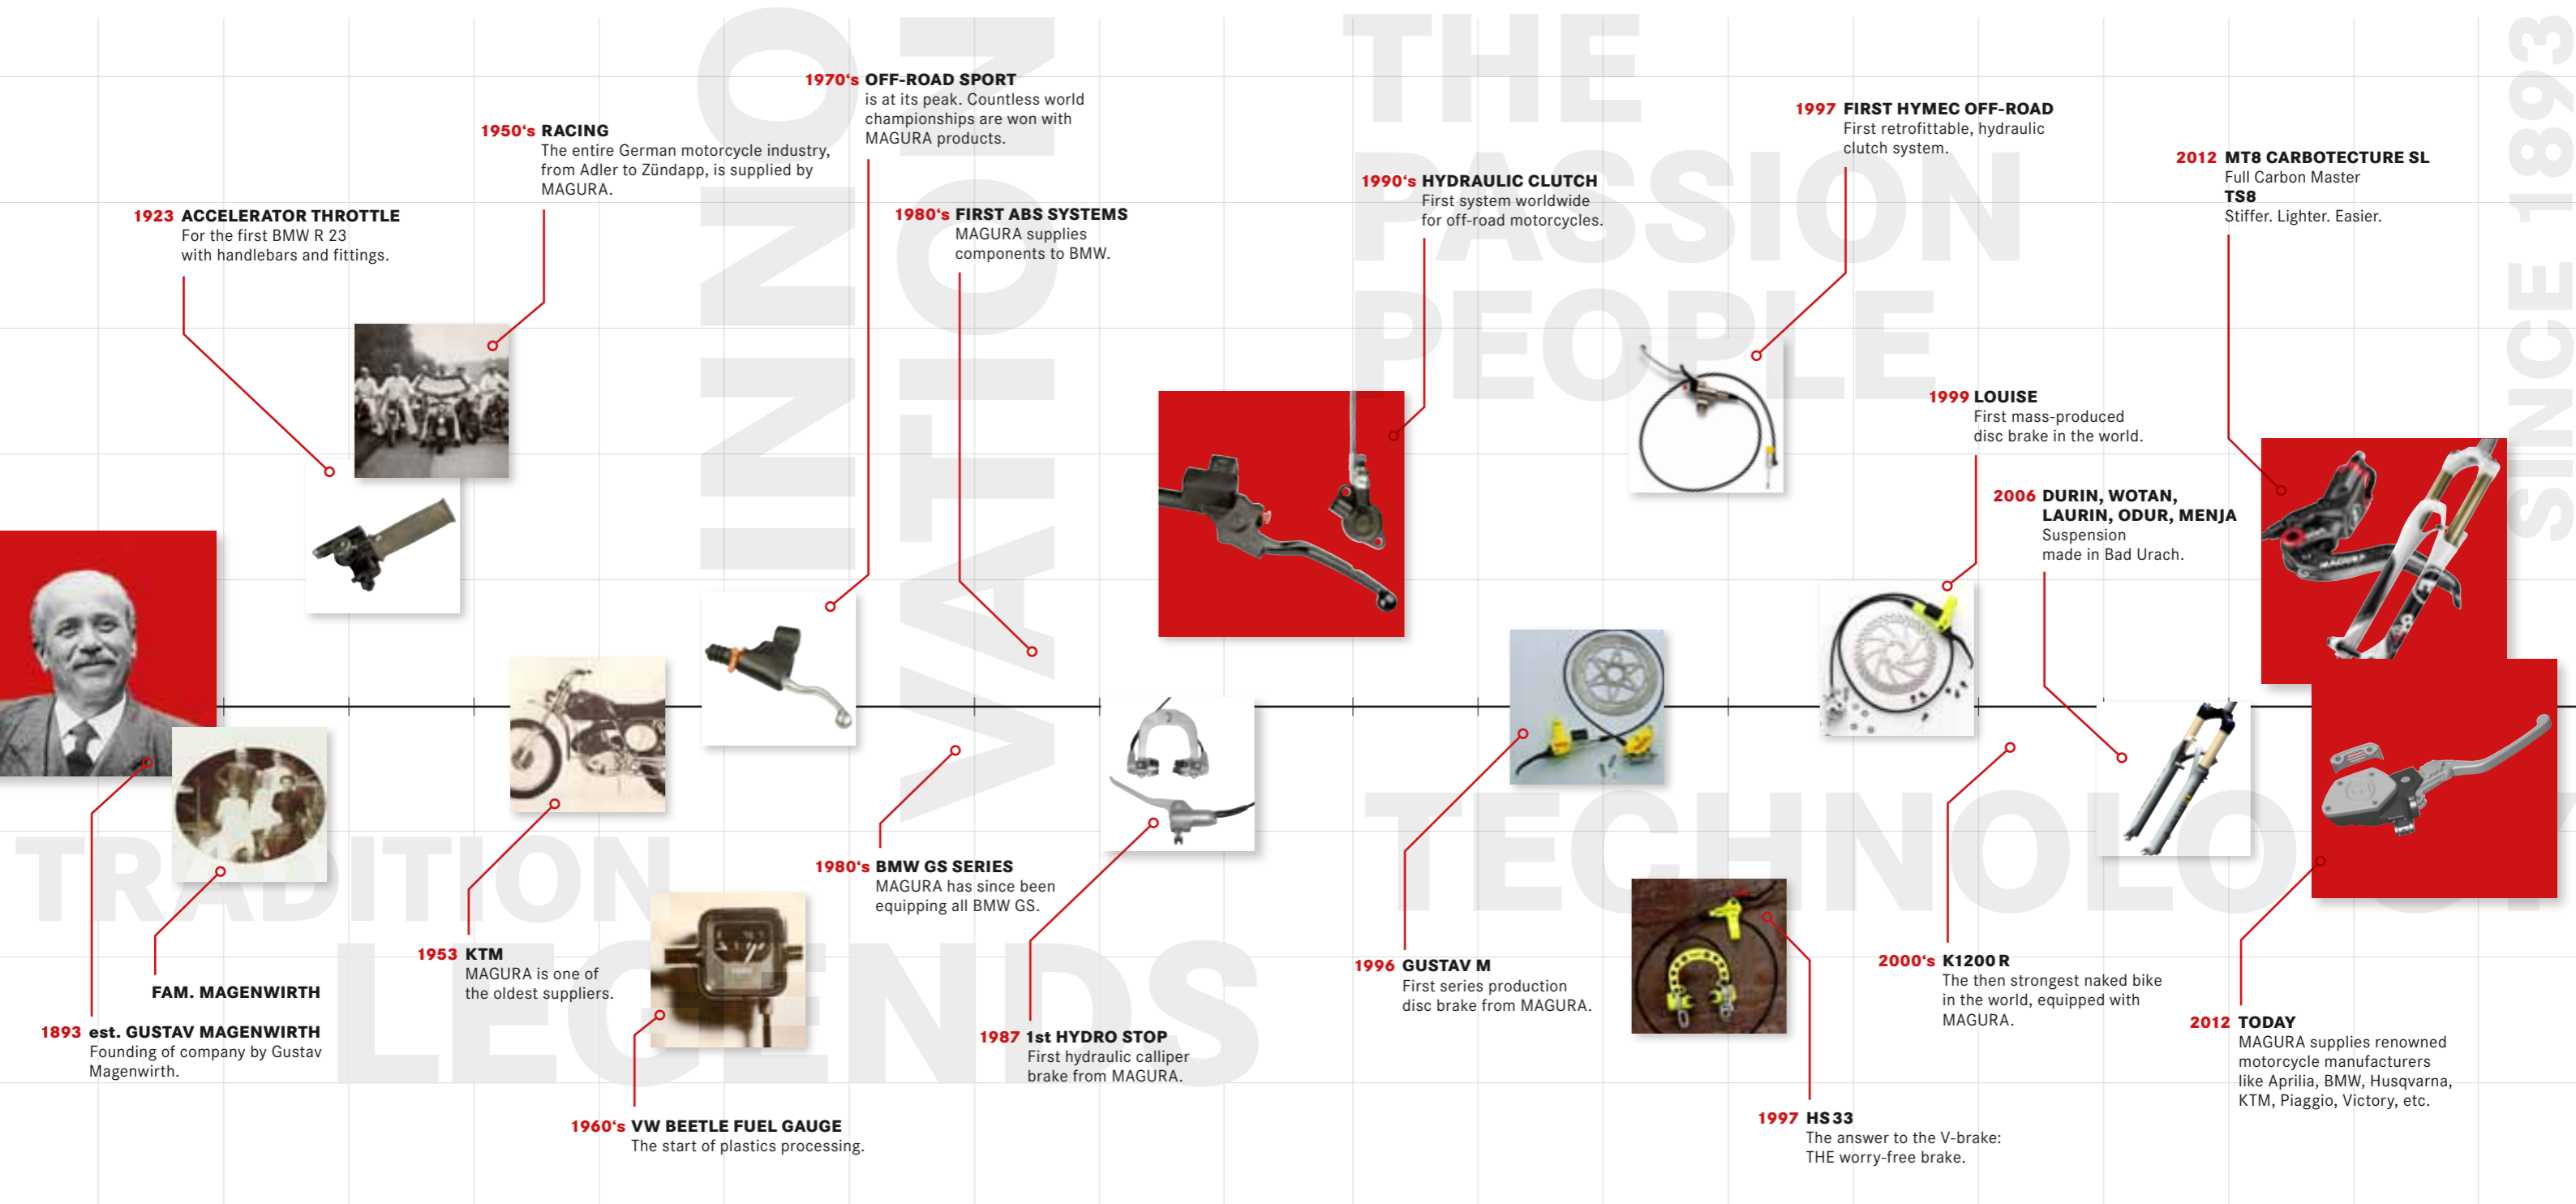 INNO
VATION
THE
PASSION
PEOPLE
SINCE 1893
TRADITION
LEGENDS
1923 ACCELERATOR THROTTLE
For the first BMW R 23
with handlebars and fittings.
1950‘s RACING
The entire German motorcycle industry,
from Adler to Zündapp, is supplied by
MAGURA.
1970‘s OFF-ROAD SPORT
is at its peak. Countless world
championships are won with
MAGURA products.
1980‘s FIRST ABS SYSTEMS
MAGURA supplies
components to BMW.
1990‘s HYDRAULIC CLUTCH
First system worldwide
for off-road motorcycles.
1997 FIRST HYMEC OFF-ROAD
First retrofittable, hydraulic
clutch system.
2012 MT8 CARBOTECTURE SL
Full Carbon Master
TS8
Stiffer. Lighter. Easier.
1999 LOUISE
First mass-produced
disc brake in the world.
2006 DURIN, WOTAN,
LAURIN, ODUR, MENJA
Suspension
made in Bad Urach.
FAM. MAGENWIRTH
1893 est. GUSTAV MAGENWIRTH
Founding of company by Gustav
Magenwirth.
1953 KTM
MAGURA is one of
the oldest suppliers.
1960‘s VW BEETLE FUEL GAUGE
The start of plastics processing.
1980‘s BMW GS SERIES
MAGURA has since been
equipping all BMW GS.
1987 1st HYDRO STOP
First hydraulic calliper
brake from MAGURA.
1996 GUSTAV M
First series production
disc brake from MAGURA.
1997 HS33
The answer to the V-brake:
THE worry-free brake.
2000‘s K1200 R
The then strongest naked bike
in the world, equipped with
MAGURA.
2012 TODAY
MAGURA supplies renowned
motorcycle manufacturers
like Aprilia, BMW, Husqvarna,
KTM, Piaggio, Victory, etc.